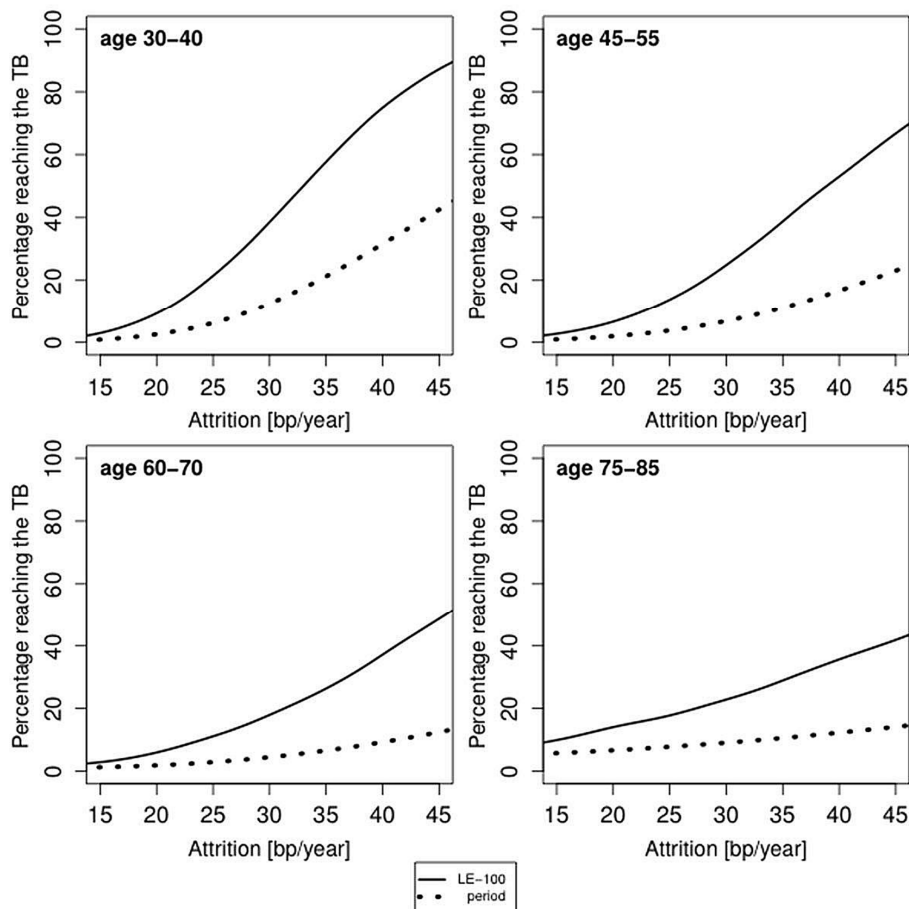 age 30–40
Percentage reaching the TB
0 20 40 60 80 100
15 20 25 30 35 40 45
Attrition [bp/year]
age 45–55
Percentage reaching the TB
0 20 40 60 80 100
15 20 25 30 35 40 45
Attrition [bp/year]
age 60–70
Percentage reaching the TB
0 20 40 60 80 100
15 20 25 30 35 40 45
Attrition [bp/year]
age 75–85
Percentage reaching the TB
0 20 40 60 80 100
15 20 25 30 35 40 45
Attrition [bp/year]
LE–100
period